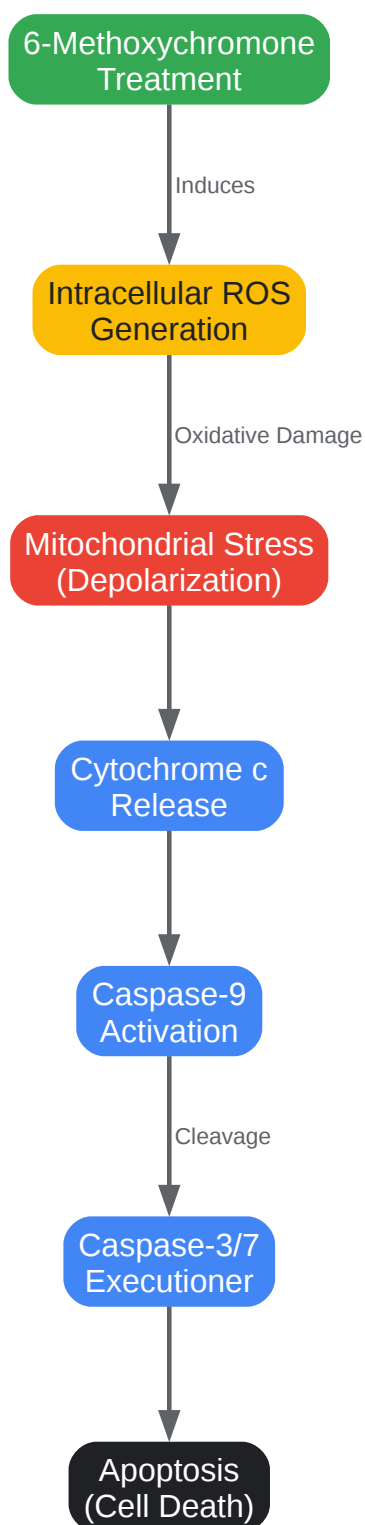 6-Methoxychromone
Treatment
Induces
Intracellular ROS
Generation
Oxidative Damage
Mitochondrial Stress
(Depolarization)
Cytochrome c
Release
Caspase-9
Activation
Cleavage
Caspase-3/7
Executioner
Apoptosis
(Cell Death)